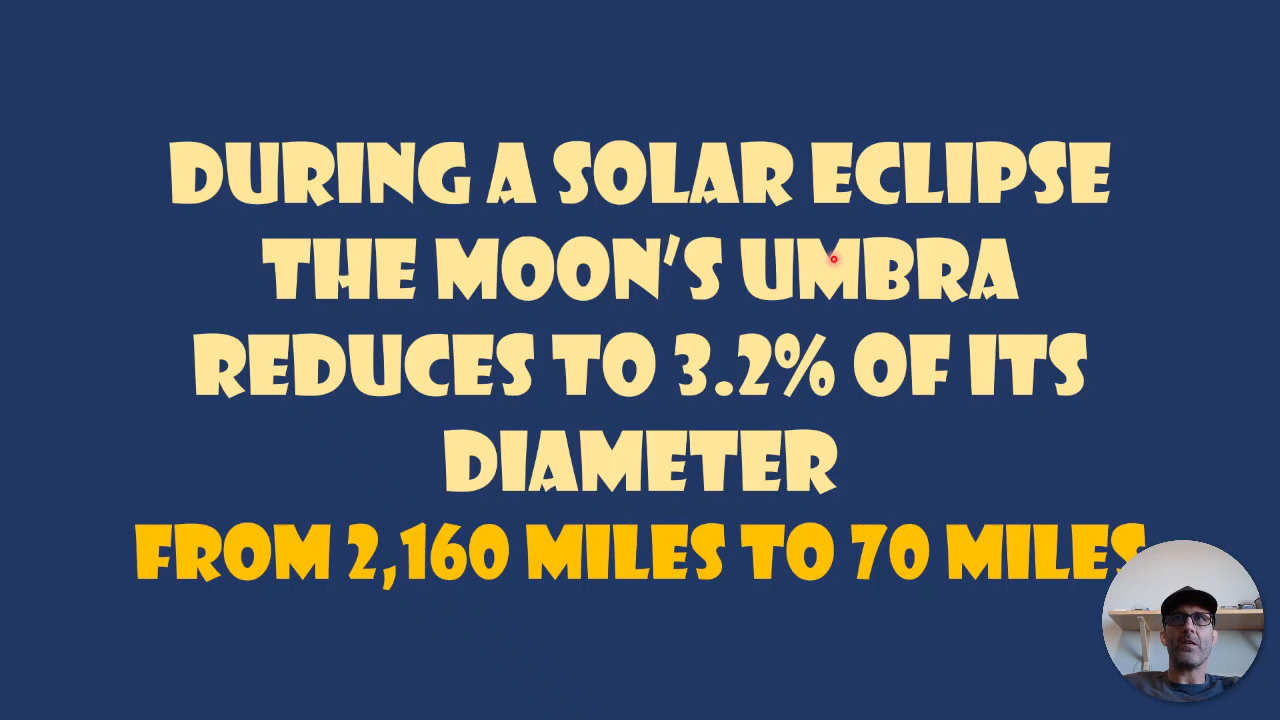 DURING A SOLAR ECLIPSE
THE MOON'S UMBRA
REDUCES TO 3.2% OF ITS
DIAMETER
FROM 2,160 MILES TO 70 MILES